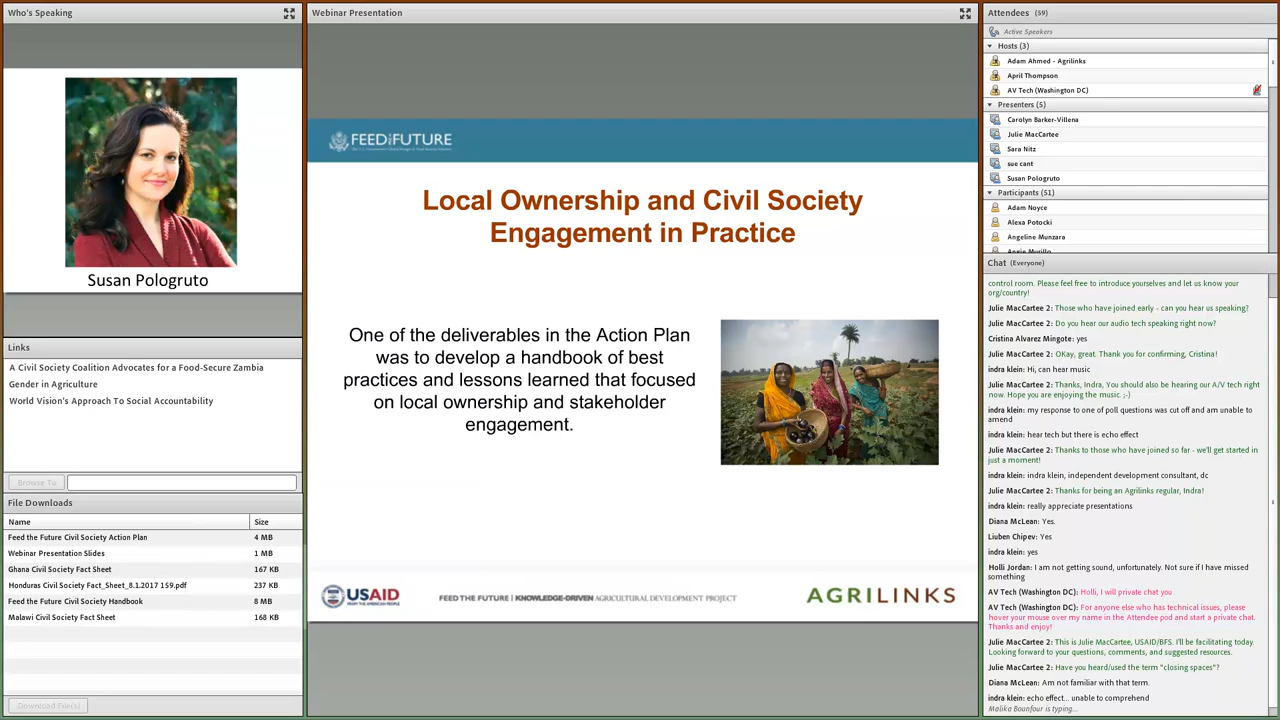 Who's Speaking
Susan Pologruto
Links
A Civil Society Coalition Advocates for a Food-Secure Zambia
Gender in Agriculture
World Vision's Approach To Social Accountability
Browse To
File Downloads
Name Size
Feed the Future Civil Society Action Plan 4 MB
Webinar Presentation Slides 1 MB
Ghana Civil Society Fact Sheet 167 KB
Honduras Civil Society Fact_Sheet_8.1.2017 159.pdf 237 KB
Feed the Future Civil Society Handbook 8 MB
Malawi Civil Society Fact Sheet 168 KB
Download File(s)
Webinar Presentation
FEED THE FUTURE
Local Ownership and Civil Society
Engagement in Practice
One of the deliverables in the Action Plan
was to develop a handbook of best
practices and lessons learned that focused
on local ownership and stakeholder
engagement.
USAID
FROM THE AMERICAN PEOPLE
FEED THE FUTURE | KNOWLEDGE-DRIVEN AGRICULTURAL DEVELOPMENT PROJECT
AGRILINKS
Attendees (59)
Active Speakers
Hosts (3)
Adam Ahmed - Agrilinks
April Thompson
AV Tech (Washington DC)
Presenters (5)
Carolyn Barker-Villena
Julie MacCartee
Sara Nitz
sue cant
Susan Pologruto
Participants (51)
Adam Noyce
Alexa Potocki
Angeline Munzara
Angie Murillo
Chat (Everyone)
control room. Please feel free to introduce yourselves and let us know your
org/country!
Julie MacCartee 2: Those who have joined early - can you hear us speaking?
Julie MacCartee 2: Do you hear our audio tech speaking right now?
Cristina Alvarez Mingote: yes
Julie MacCartee 2: OKay, great. Thank you for confirming, Cristina!
indra klein: Hi, can hear music
Julie MacCartee 2: Thanks, Indra, You should also be hearing our A/V tech right
now. Hope you are enjoying the music. ;-)
indra klein: my response to one of poll questions was cut off and am unable to
amend
indra klein: hear tech but there is echo effect
Julie MacCartee 2: Thanks to those who have joined so far - we'll get started in
just a moment!
indra klein: indra klein, independent development consultant, dc
Julie MacCartee 2: Thanks for being an Agrilinks regular, Indra!
indra klein: really appreciate presentations
Diana McLean: Yes.
Liuben Chipev: Yes
indra klein: yes
Holli Jordan: I am not getting sound, unfortunately. Not sure if I have missed
something
AV Tech (Washington DC): Holli, I will private chat you
AV Tech (Washington DC): For anyone else who has technical issues, please
hover your mouse over my name in the Attendee pod and start a private chat.
Thanks and enjoy!
Julie MacCartee 2: This is Julie MacCartee, USAID/BFS. I'll be facilitating today.
Looking forward to your questions, comments, and suggested resources.
Julie MacCartee 2: Have you heard/used the term "closing spaces"?
Diana McLean: Am not familiar with that term.
indra klein: echo effect... unable to comprehend
Malika Bounfour is typing...